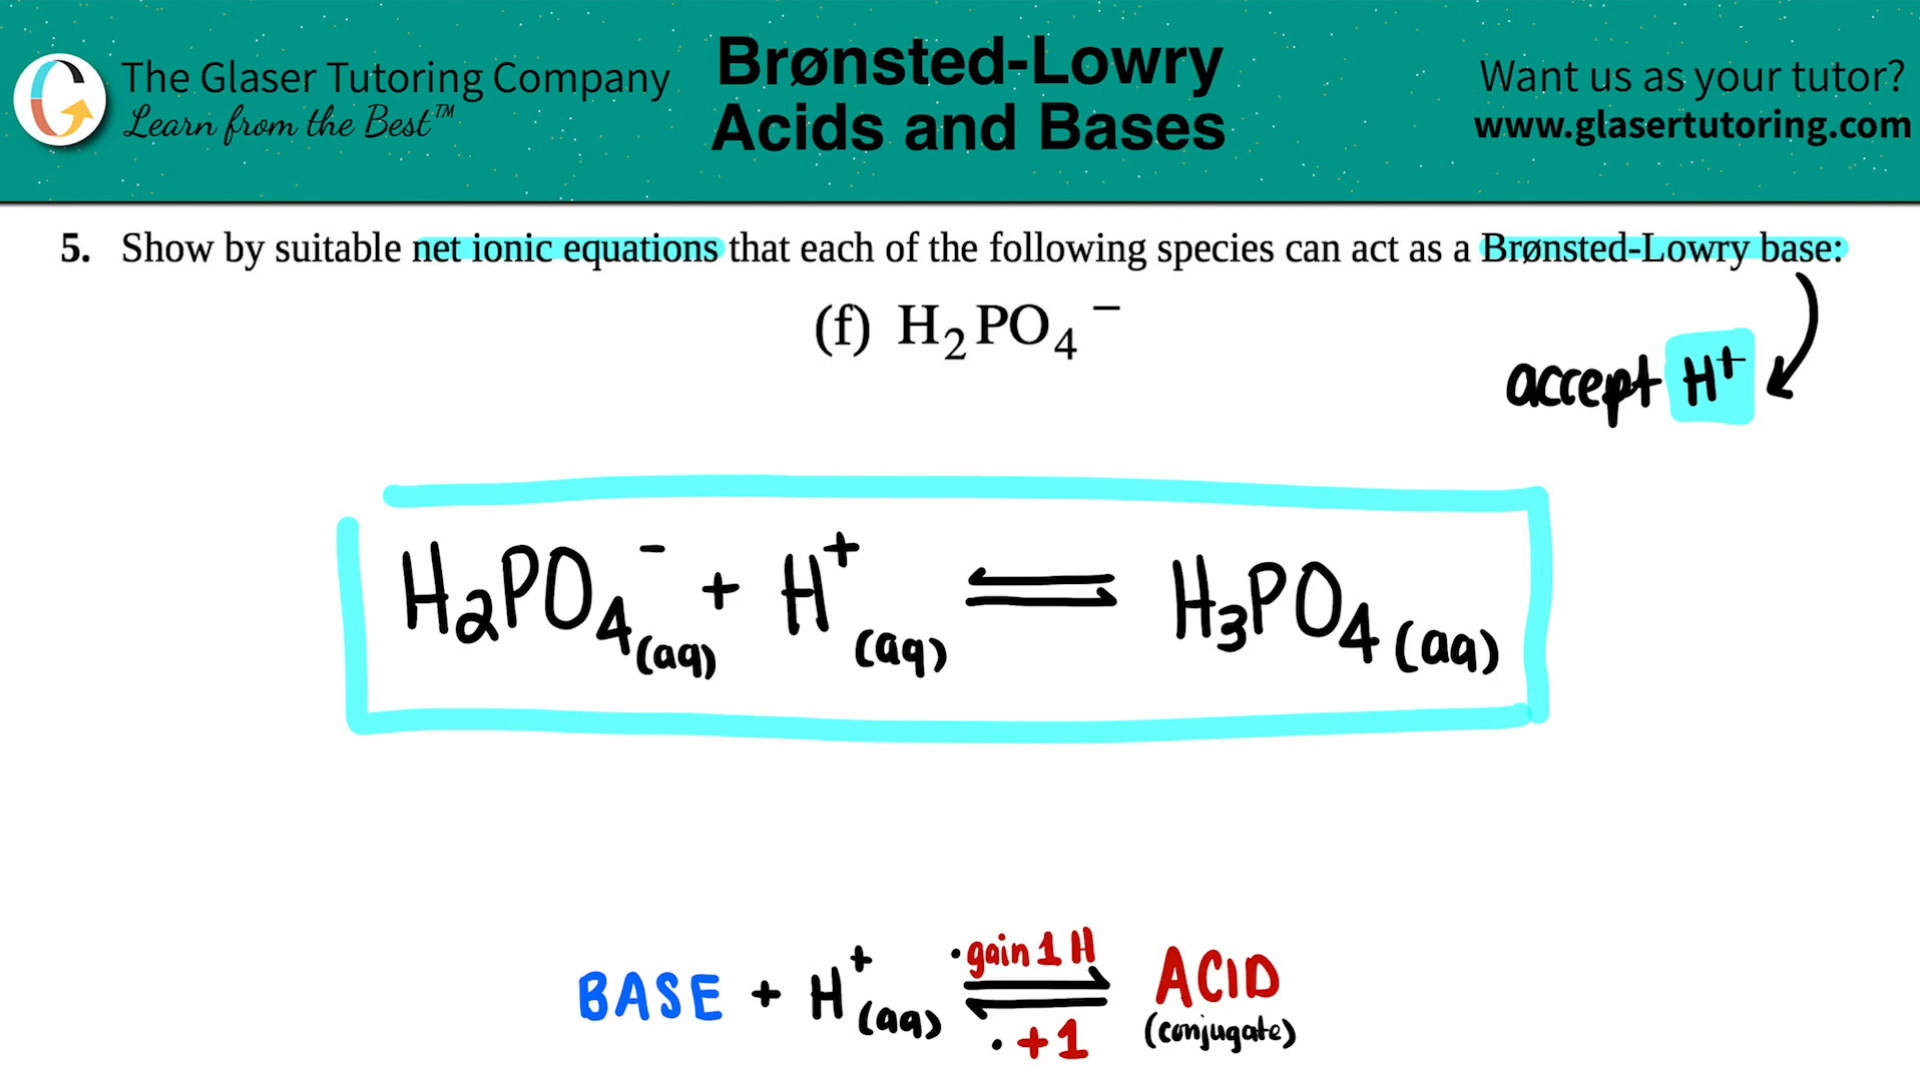 The Glaser Tutoring Company
Learn from the Best™
Brønsted-Lowry
Acids and Bases
Want us as your tutor?
www.glasertutoring.com
5. Show by suitable net ionic equations that each of the following species can act as a Brønsted-Lowry base:
(f) H₂PO₄⁻
accept H⁺
H₂PO₄⁻(aq) + H⁺(aq) ⇌ H₃PO₄(aq)
• gain 1 H
BASE + H⁺(aq) ⇌ ACID
• +1
(conjugate)